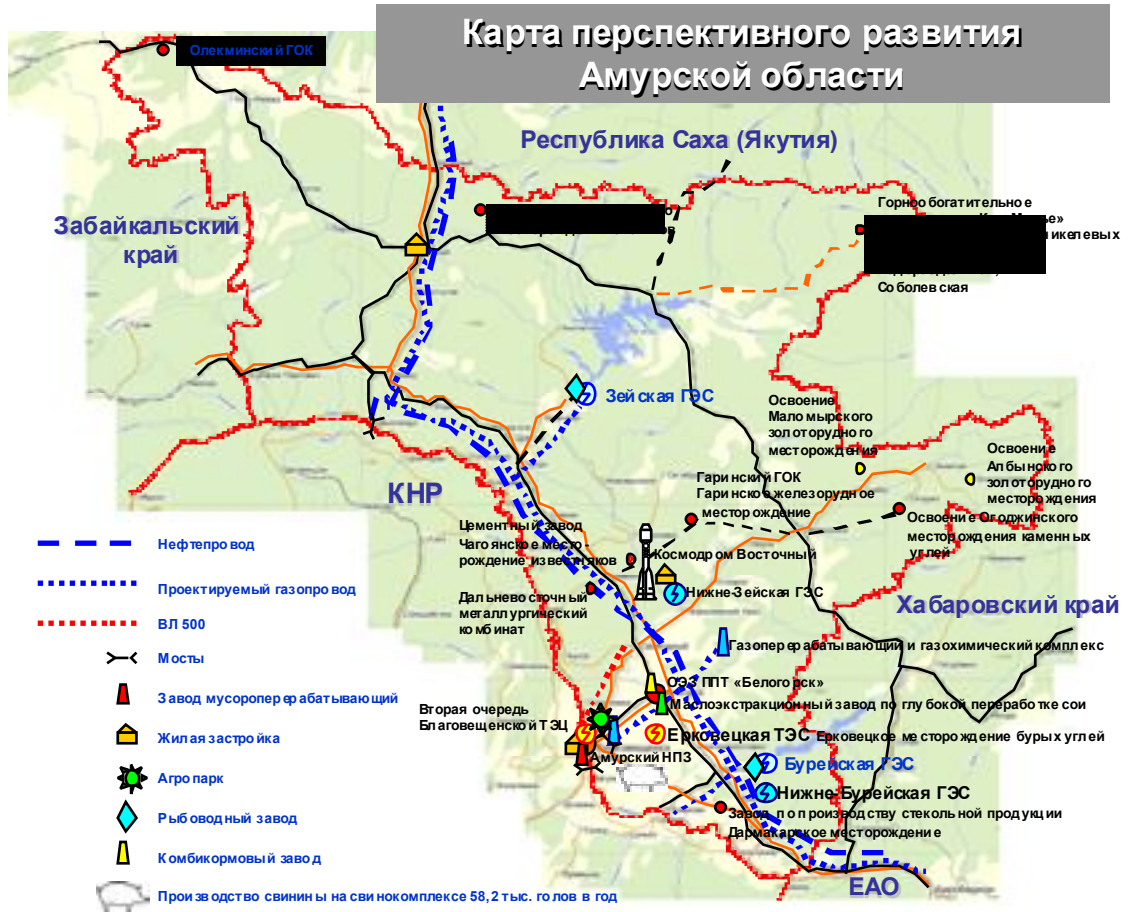 Карта перспективного развития
Амурской области
Олекминский ГОК
Республика Саха (Якутия)
Забайкальский
край
Горнообогатительное
Соболевская
Зейская ГЭС
Освоение
Маломырского
золоторудного
месторождения
Освоение
Албынского
золоторудного
месторождения
КНР
Гаринский ГОК
Гаринское железорудное
месторождение
Освоение Огоджинского
месторождения каменных
углей
Цементный завод
Чагоянское место-
рождение известняков
Космодром Восточный
Нижне-Зейская ГЭС
Дальневосточный
металлургический
комбинат
Хабаровский край
Газоперерабатывающий и газохимический комплекс
ОЭЗ ППТ «Белогорск»
Маслоэкстракционный завод по глубокой переработке сои
Вторая очередь
Благовещенской ТЭЦ
Ерковецкая ТЭС Ерковецкое месторождение бурых углей
Амурский НПЗ
Бурейская ГЭС
Нижне-Бурейская ГЭС
Завод по производству стекольной продукции
Дармакарское месторождение
ЕАО
Нефтепровод
Проектируемый газопровод
ВЛ 500
Мосты
Завод мусороперерабатывающий
Жилая застройка
Агропарк
Рыбоводный завод
Комбикормовый завод
Производство свинины на свинокомплексе 58,2 тыс. голов в год